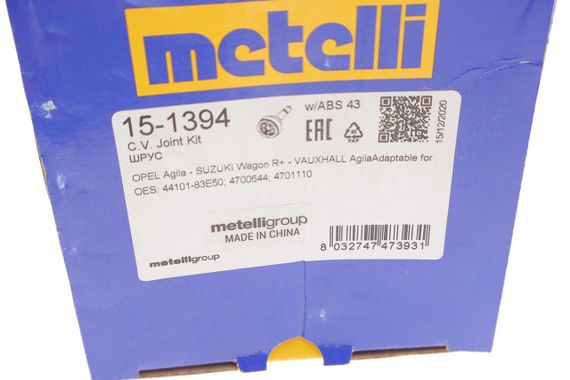 metelli
15-1394
w/ABS 43
C.V. Joint Kit
ШРУС
EAC
PAP
15/12/2020
OPEL Agila - SUZUKI Wagon R+ - VAUXHALL AgilaAdaptable for
OES: 44101-83E50; 4700644; 4701110
metelligroup
MADE IN CHINA
8 032747 473931
metelligroup